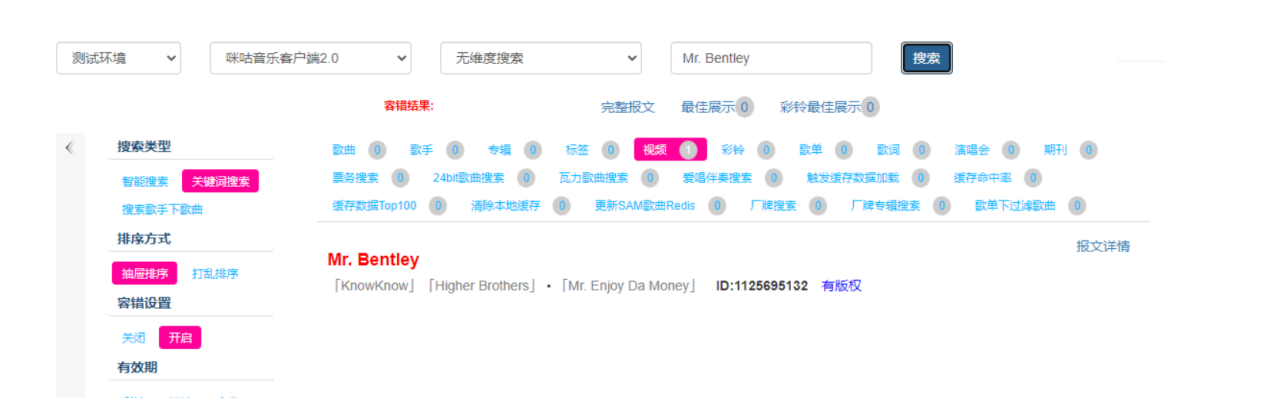 测试环境 咪咕音乐客户端2.0 无维度搜索 Mr. Bentley 搜索
容错结果: 完整报文 最佳展示 0 彩铃最佳展示 0
搜索类型
智能搜索 关键词搜索
搜索歌手下歌曲
排序方式
抽屉排序 打乱排序
容错设置
关闭 开启
有效期
歌曲 0 歌手 0 专辑 0 标签 0 视频 1 彩铃 0 歌单 0 歌词 0 演唱会 0 期刊 0
票务搜索 0 24bit歌曲搜索 0 瓦力歌曲搜索 0 爱唱伴奏搜索 0 触发缓存数据加载 0 缓存命中率 0
缓存数据Top100 0 清除本地缓存 0 更新SAM歌曲Redis 0 厂牌搜索 0 厂牌专辑搜索 0 歌单下过滤歌曲 0
报文详情
Mr. Bentley
「KnowKnow」「Higher Brothers」•「Mr. Enjoy Da Money」 ID:1125695132 有版权